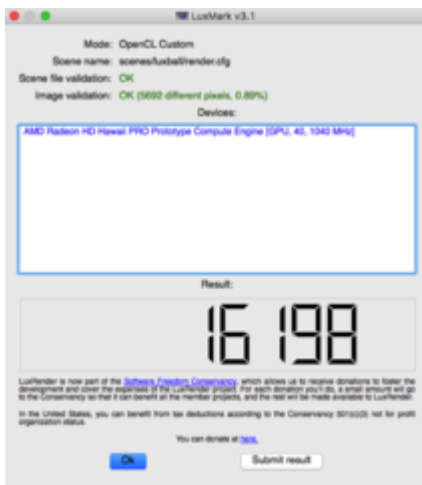 LuxMark v3.1
Mode: OpenCL Custom
Scene name: scenes/luxball/render.cfg
Scene file validation: OK
Image validation: OK (5692 different pixels, 0.89%)
Devices:
AMD Radeon HD Hawaii PRO Prototype Compute Engine [GPU, 40, 1040 MHz]
Result:
16198
LuxRender is now part of the Software Freedom Conservancy, which allows us to receive donations to foster the
development and cover the expenses of the LuxRender project. For each donation you'll do, a small amount will go
to the Conservancy so that it can benefit all the member projects, and the rest will be made available to LuxRender.
In the United States, you can benefit from tax deductions according to the Conservancy 501(c)(3) not for profit
organization status.
You can donate at here.
Ok
Submit result